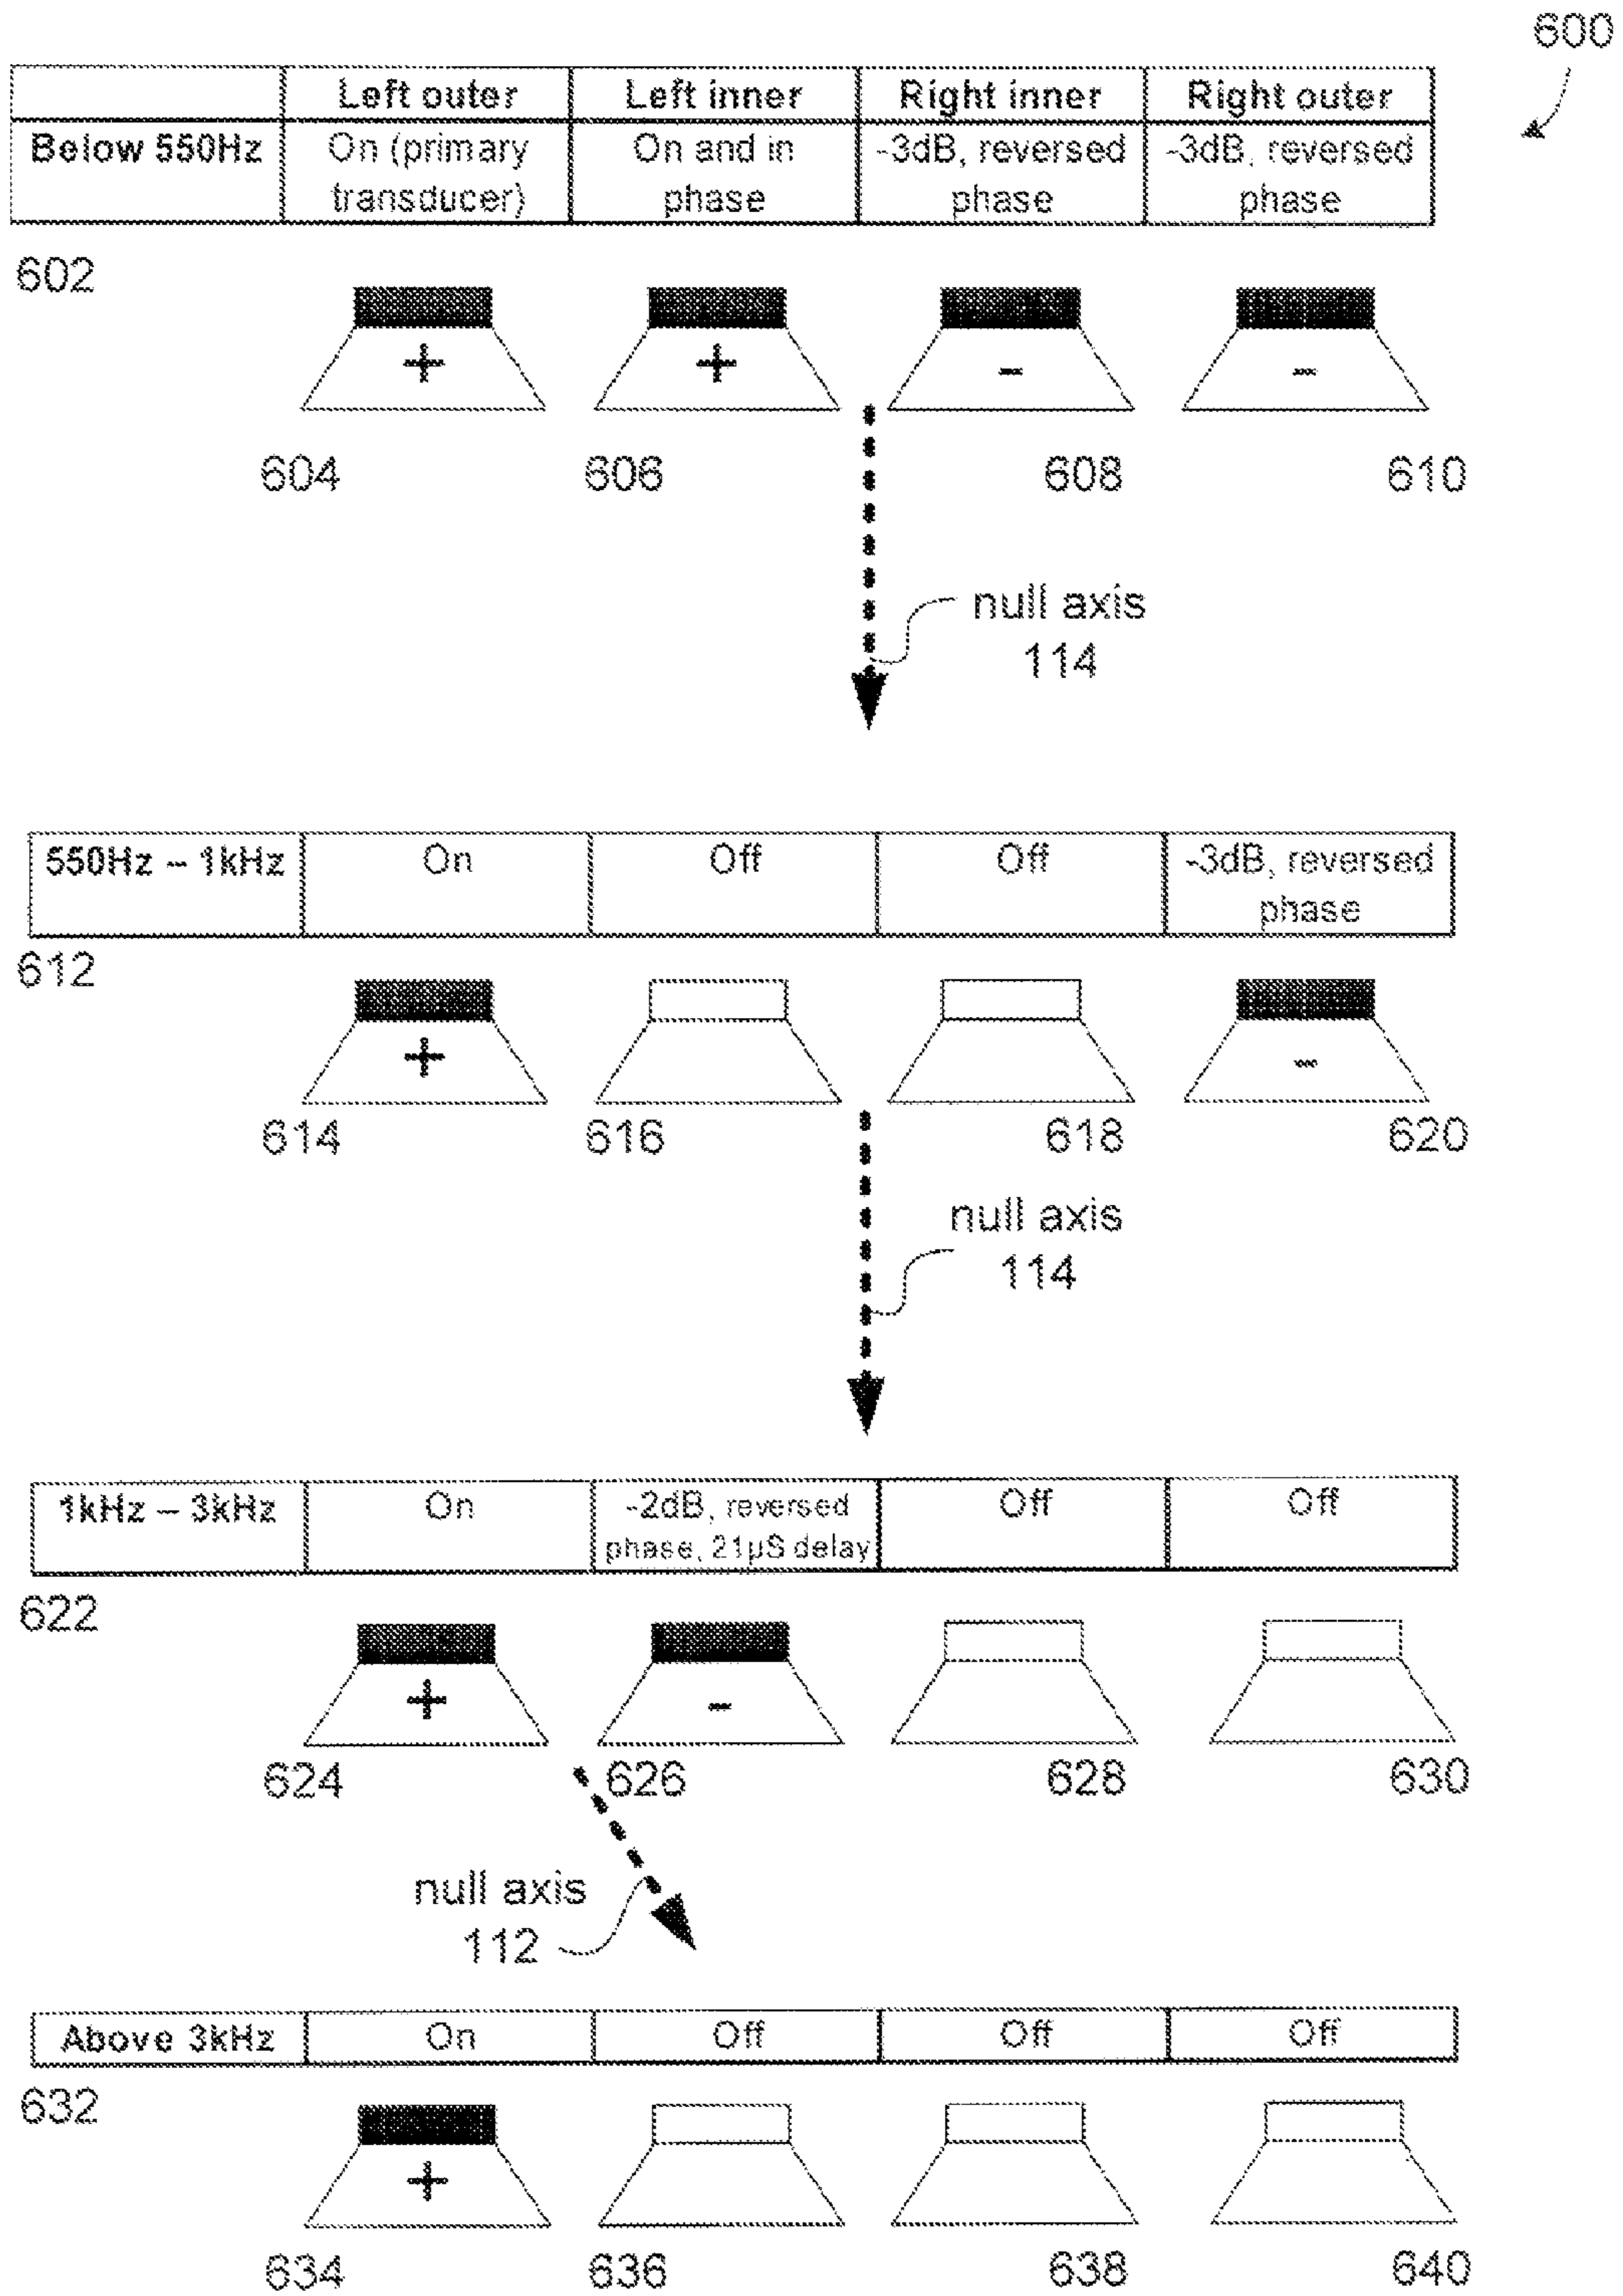 600
Left outer Left inner Right inner Right outer
Below 550Hz On (primary On and in -3dB, reversed -3dB, reversed
transducer) phase phase phase
602
+ + - -
604 606 608 610
null axis
114
550Hz – 1kHz On Off Off -3dB, reversed
phase
612
+ -
614 616 618 620
null axis
114
1kHz – 3kHz On -2dB, reversed Off Off
phase, 21µS delay
622
+ -
624 626 628 630
null axis
112
Above 3kHz On Off Off Off
632
+
634 636 638 640